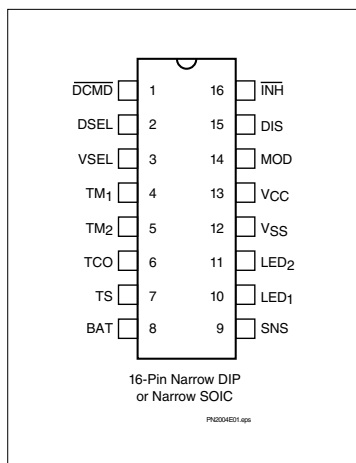 DCMD 1 16 INH
DSEL 2 15 DIS
VSEL 3 14 MOD
TM1 4 13 VCC
TM2 5 12 VSS
TCO 6 11 LED2
TS 7 10 LED1
BAT 8 9 SNS
16-Pin Narrow DIP
or Narrow SOIC
PN2004E01.eps